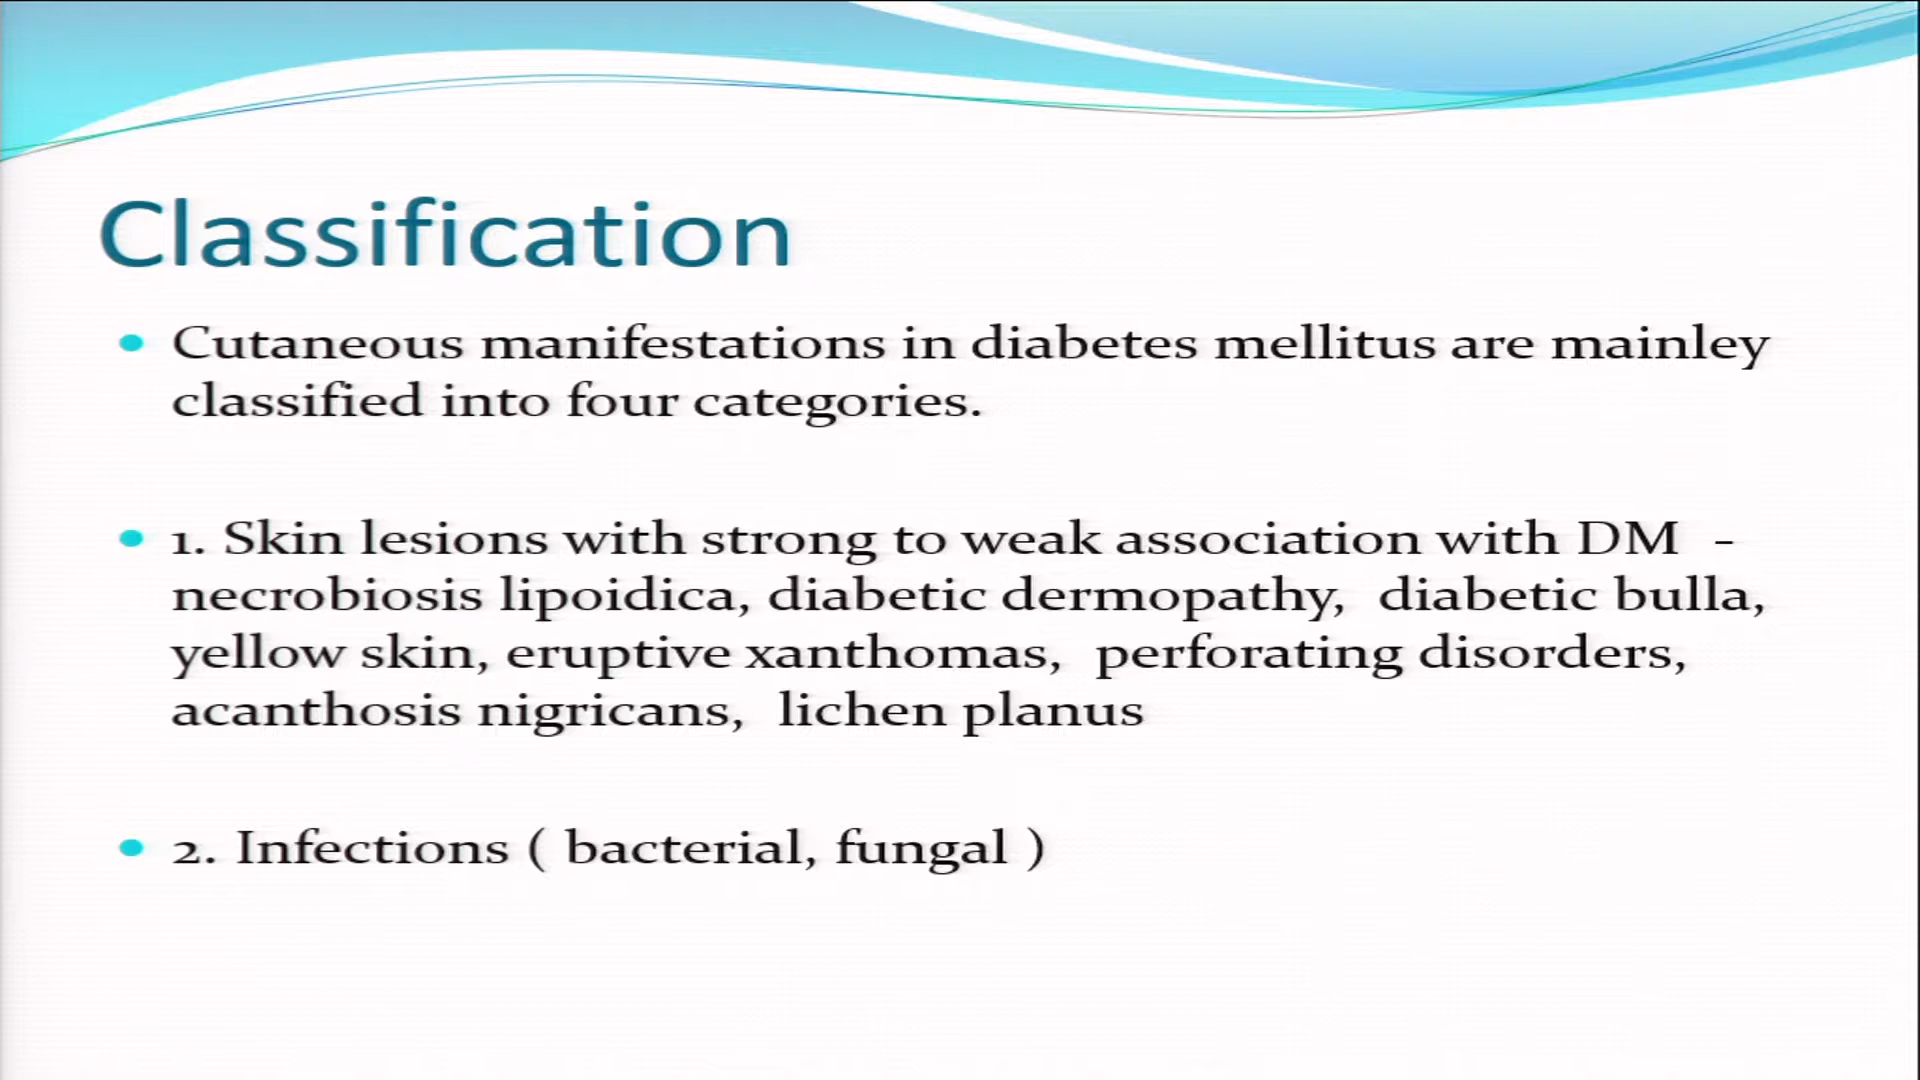 Classification
• Cutaneous manifestations in diabetes mellitus are mainley
classified into four categories.
• 1. Skin lesions with strong to weak association with DM -
necrobiosis lipoidica, diabetic dermopathy, diabetic bulla,
yellow skin, eruptive xanthomas, perforating disorders,
acanthosis nigricans, lichen planus
• 2. Infections ( bacterial, fungal )